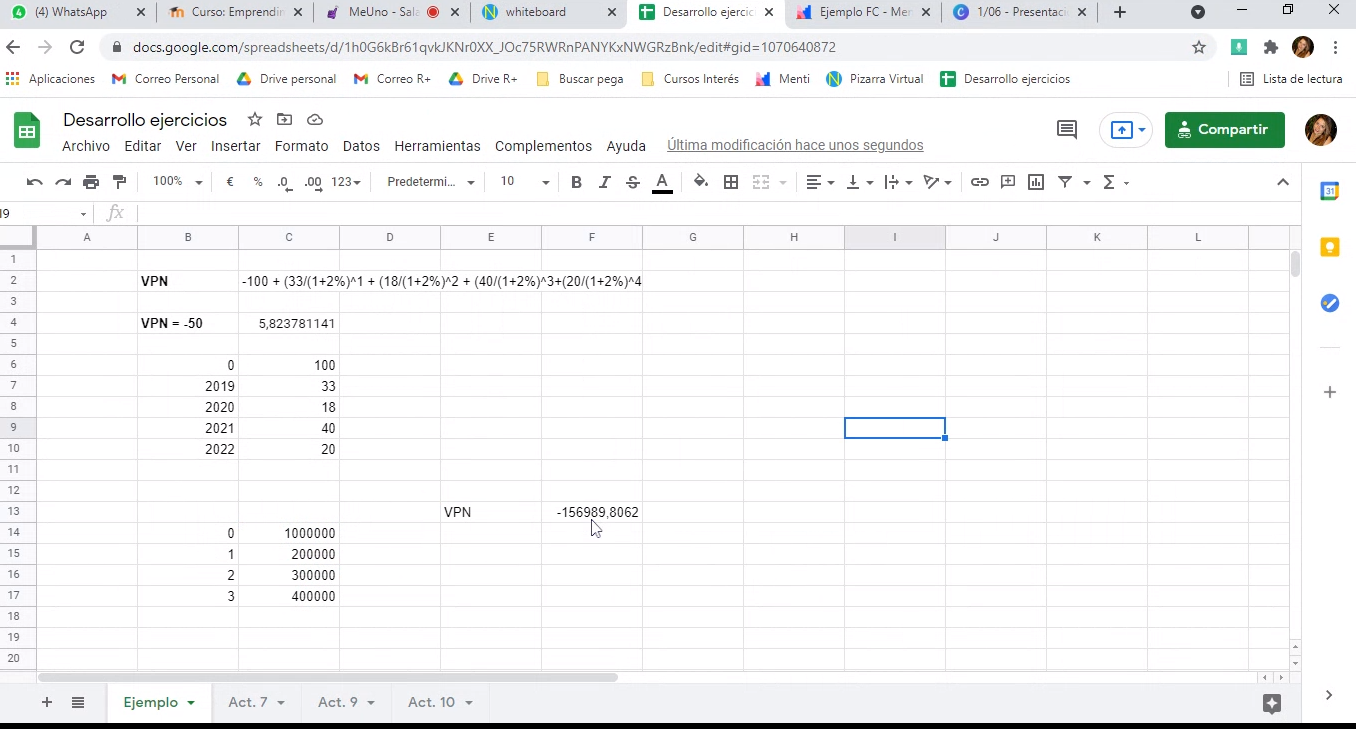 4 (4) WhatsApp Curso: Emprendin MeUno - Sala whiteboard Desarrollo ejercic Ejemplo FC - Men 1/06 - Presentaci
docs.google.com/spreadsheets/d/1h0G6kBr61qvkJKNr0XX_JOc75RWRnPANYKxNWGRzBnk/edit#gid=1070640872
Aplicaciones Correo Personal Drive personal Correo R+ Drive R+ Buscar pega Cursos Interés Menti Pizarra Virtual Desarrollo ejercicios Lista de lectura
Desarrollo ejercicios
Archivo Editar Ver Insertar Formato Datos Herramientas Complementos Ayuda Última modificación hace unos segundos
Compartir
100% € % .0 .00 123 Predetermi... 10 B I S A Σ
31
I9 fx
A B C D E F G H I J K L
1
2 VPN -100 + (33/(1+2%)^1 + (18/(1+2%)^2 + (40/(1+2%)^3+(20/(1+2%)^4
3
4 VPN = -50 5,823781141
5
6 0 100
7 2019 33
8 2020 18
9 2021 40
10 2022 20
11
12
13 VPN -156989,8062
14 0 1000000
15 1 200000
16 2 300000
17 3 400000
18
19
20
Ejemplo Act. 7 Act. 9 Act. 10